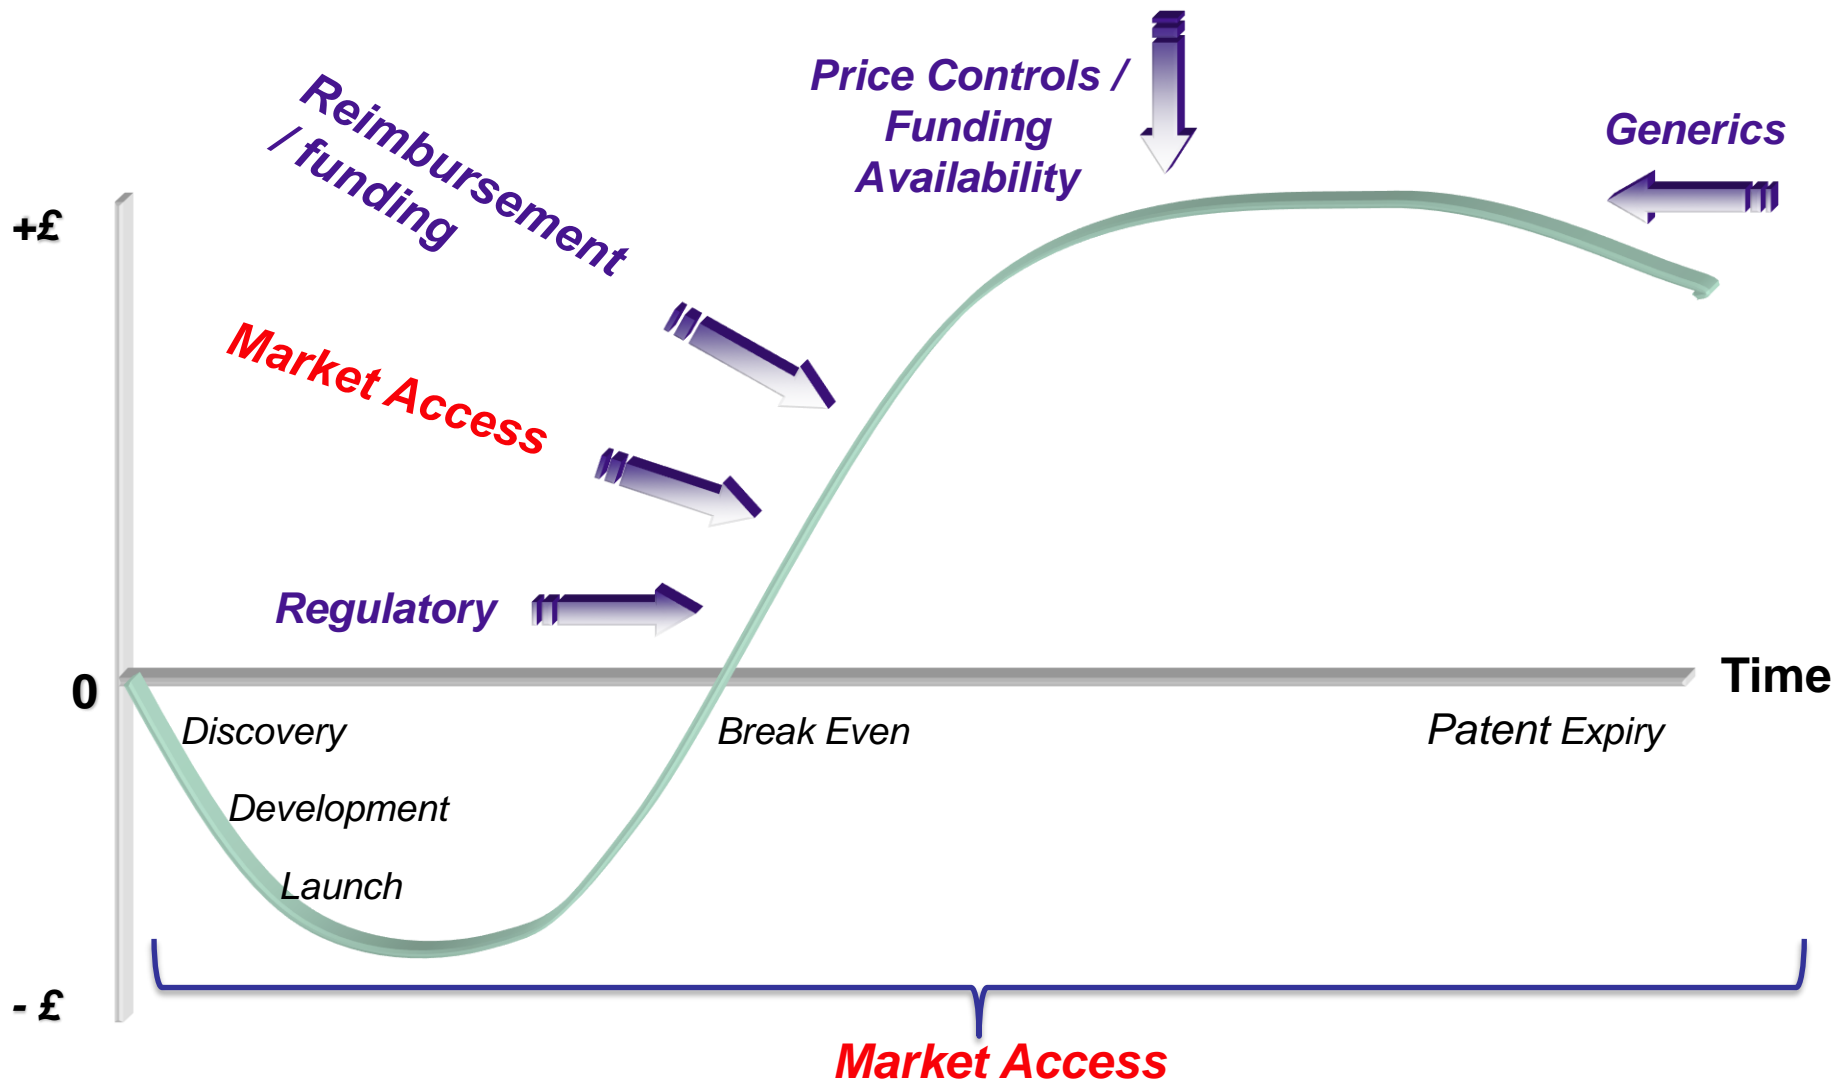 Price Controls /
Funding
Availability
Generics
Reimbursement
/ funding
+£
Market Access
Regulatory
0
Time
Discovery
Break Even
Patent Expiry
Development
Launch
- £
Market Access